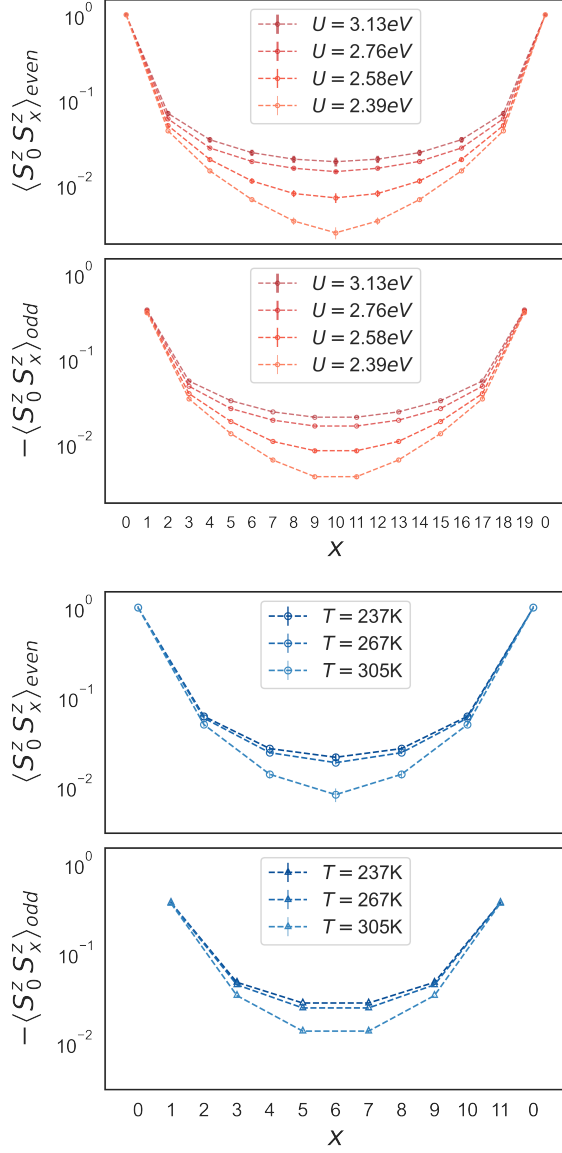 10^0
10^-1
10^-2
⟨S_0^z S_x^z⟩_even
U = 3.13eV
U = 2.76eV
U = 2.58eV
U = 2.39eV
10^0
10^-1
10^-2
−⟨S_0^z S_x^z⟩_odd
U = 3.13eV
U = 2.76eV
U = 2.58eV
U = 2.39eV
0 1 2 3 4 5 6 7 8 9 10 11 12 13 14 15 16 17 18 19 0
x
10^0
10^-1
10^-2
⟨S_0^z S_x^z⟩_even
T = 237K
T = 267K
T = 305K
10^0
10^-1
10^-2
−⟨S_0^z S_x^z⟩_odd
T = 237K
T = 267K
T = 305K
0 1 2 3 4 5 6 7 8 9 10 11 0
x